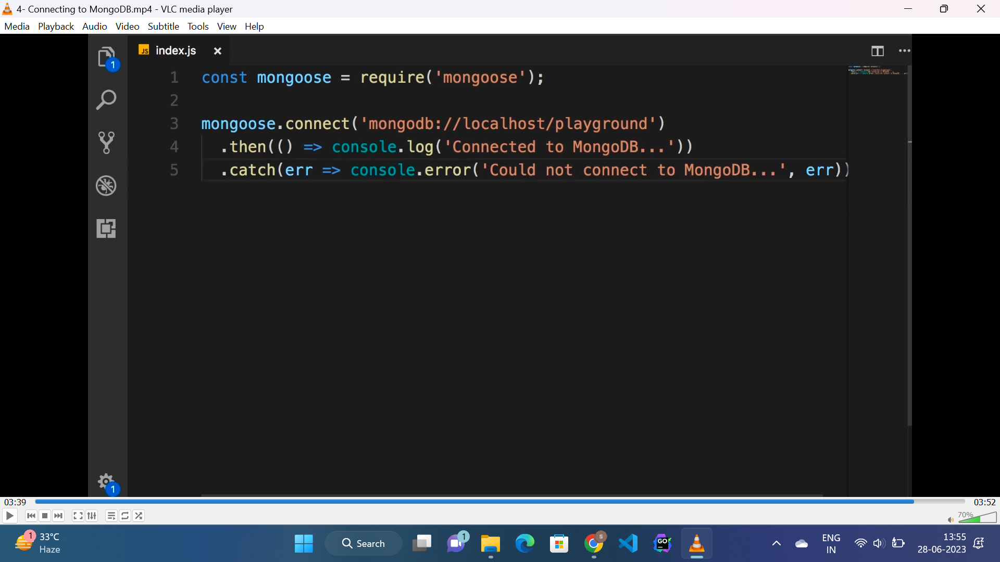 4- Connecting to MongoDB.mp4 - VLC media player
Media Playback Audio Video Subtitle Tools View Help
1
JS index.js
1 const mongoose = require('mongoose');
2
3 mongoose.connect('mongodb://localhost/playground')
4 .then(() => console.log('Connected to MongoDB...'))
5 .catch(err => console.error('Could not connect to MongoDB...', err))
1
03:39 03:52
70%
1 33°C
Haze
Search
1
S
GO
ENG
IN
13:55
28-06-2023